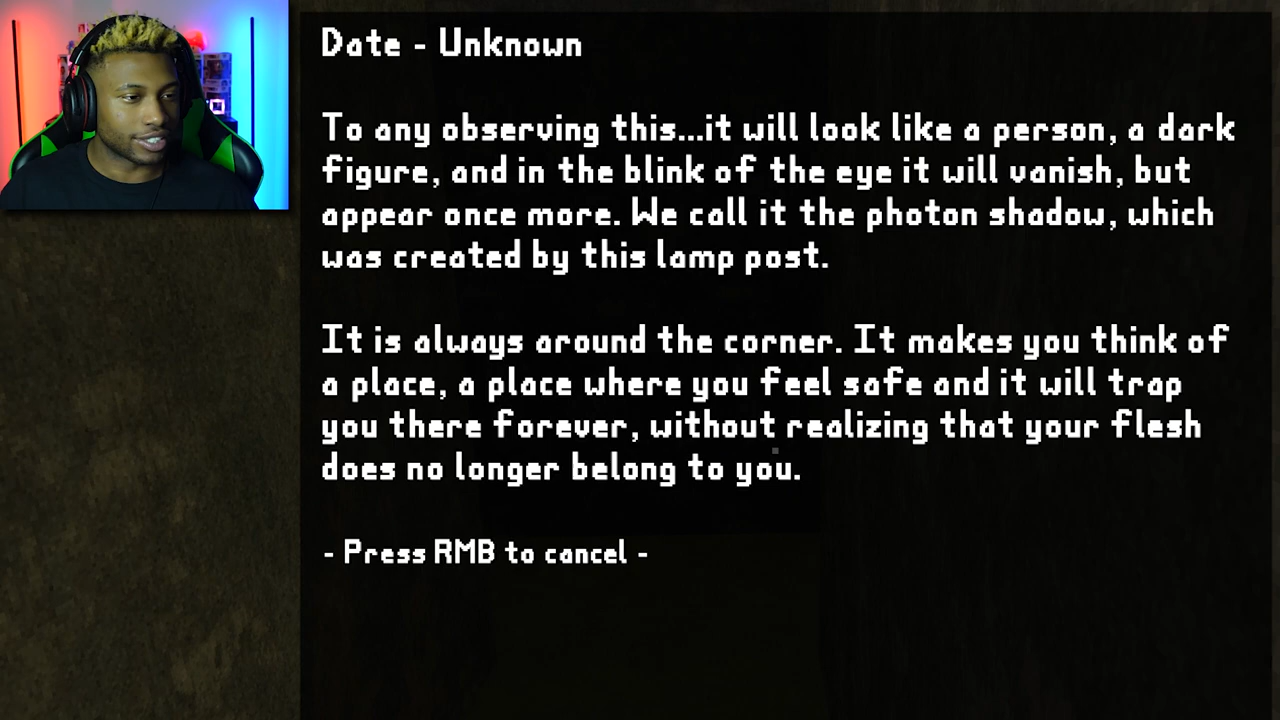 Date - Unknown
To any observing this...it will look like a person, a dark
figure, and in the blink of the eye it will vanish, but
appear once more. We call it the photon shadow, which
was created by this lamp post.
It is always around the corner. It makes you think of
a place, a place where you feel safe and it will trap
you there forever, without realizing that your flesh
does no longer belong to you.
- Press RMB to cancel -